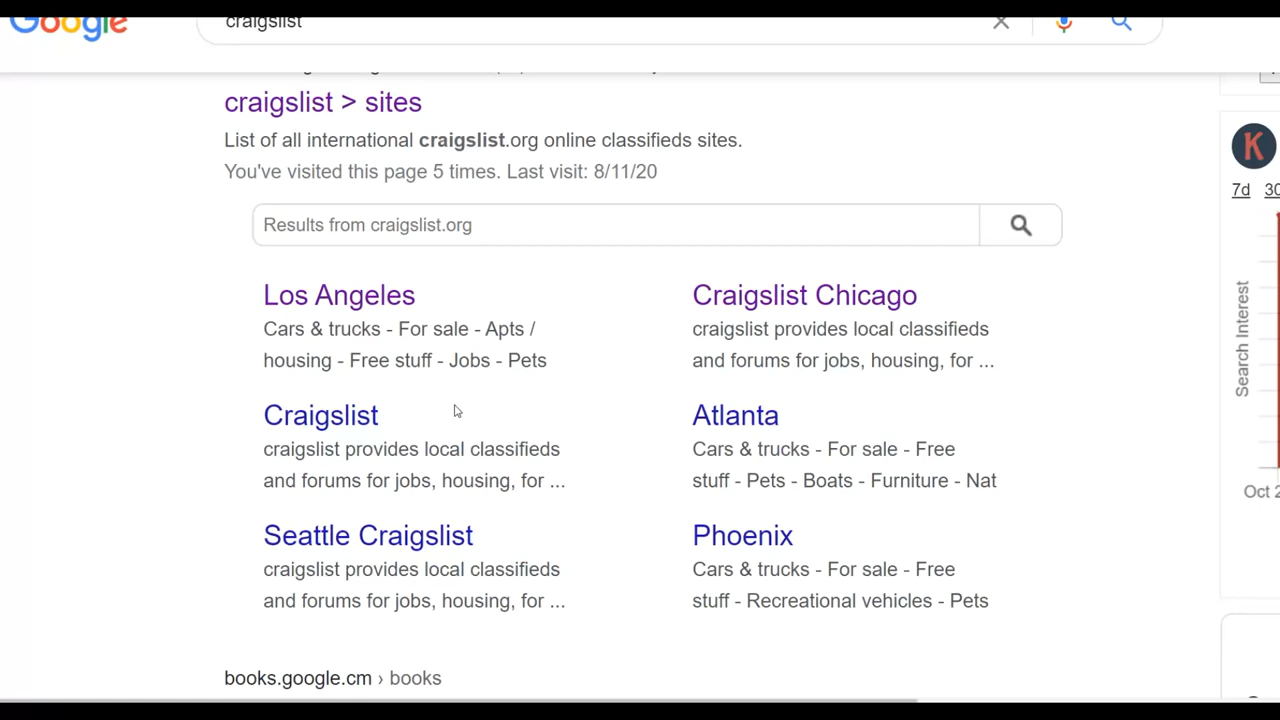 Google
craigslist
craigslist > sites
List of all international craigslist.org online classifieds sites.
You've visited this page 5 times. Last visit: 8/11/20
Results from craigslist.org
Los Angeles
Cars & trucks - For sale - Apts /
housing - Free stuff - Jobs - Pets
Craigslist Chicago
craigslist provides local classifieds
and forums for jobs, housing, for ...
Craigslist
craigslist provides local classifieds
and forums for jobs, housing, for ...
Atlanta
Cars & trucks - For sale - Free
stuff - Pets - Boats - Furniture - Nat
Seattle Craigslist
craigslist provides local classifieds
and forums for jobs, housing, for ...
Phoenix
Cars & trucks - For sale - Free
stuff - Recreational vehicles - Pets
books.google.cm › books
K
7d 30
Search Interest
Oct 2